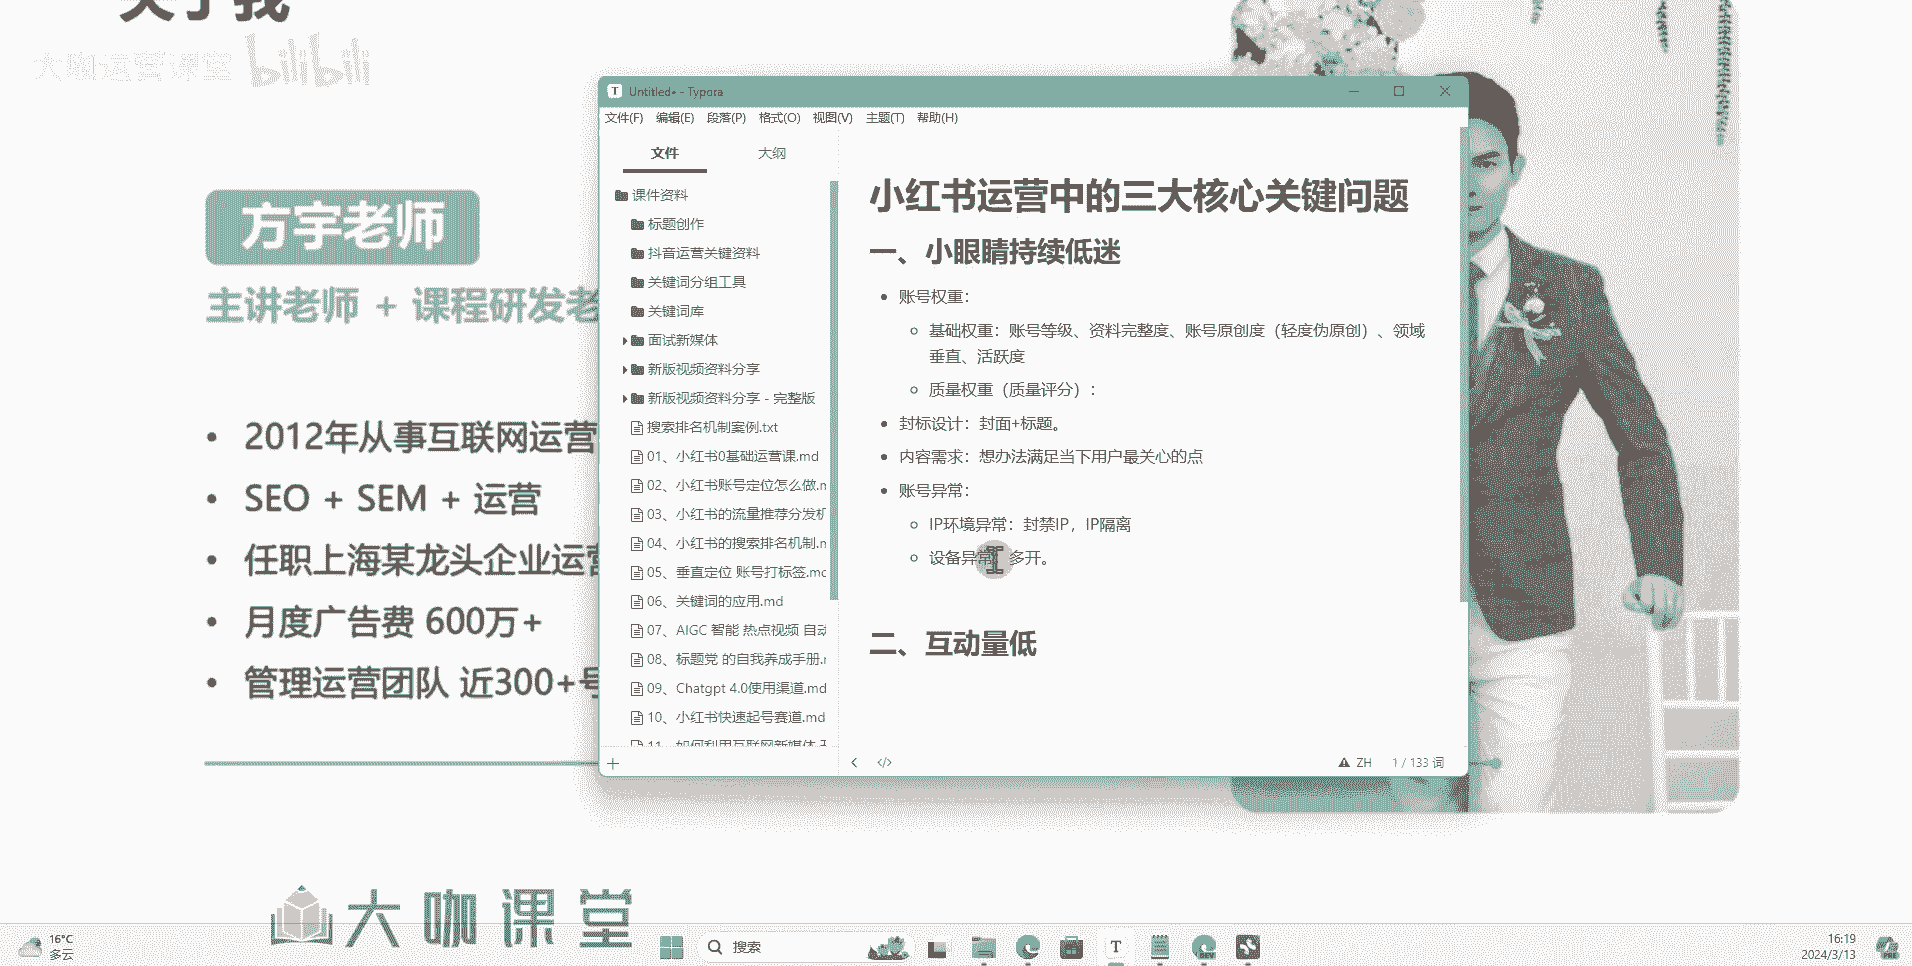 关于我
大咖运营课堂 bilibili
方宇老师
主讲老师 + 课程研发老
2012年从事互联网运营
SEO + SEM + 运营
任职上海某龙头企业运营
月度广告费 600万+
管理运营团队 近300+号
Untitled• - Typora
文件(F) 编辑(E) 段落(P) 格式(O) 视图(V) 主题(T) 帮助(H)
文件 大纲
课件资料
标题创作
抖音运营关键资料
关键词分组工具
关键词库
面试新媒体
新版视频资料分享
新版视频资料分享 - 完整版
搜索排名机制案例.txt
01、小红书0基础运营课.md
02、小红书账号定位怎么做.m
03、小红书的流量推荐分发机
04、小红书的搜索排名机制.m
05、垂直定位 账号打标签.md
06、关键词的应用.md
07、AIGC 智能 热点视频 自动
08、标题党 的自我养成手册.
09、Chatgpt 4.0使用渠道.md
10、小红书快速起号赛道.md
11、如何利用互联网新媒体
小红书运营中的三大核心关键问题
一、小眼睛持续低迷
账号权重：
基础权重：账号等级、资料完整度、账号原创度（轻度伪原创）、领域
垂直、活跃度
质量权重（质量评分）：
封标设计：封面+标题。
内容需求：想办法满足当下用户最关心的点
账号异常：
IP环境异常：封禁IP，IP隔离
设备异常：多开。
二、互动量低
ZH 1 / 133 词
大咖课堂
16°C
多云
搜索
16:19
2024/3/13